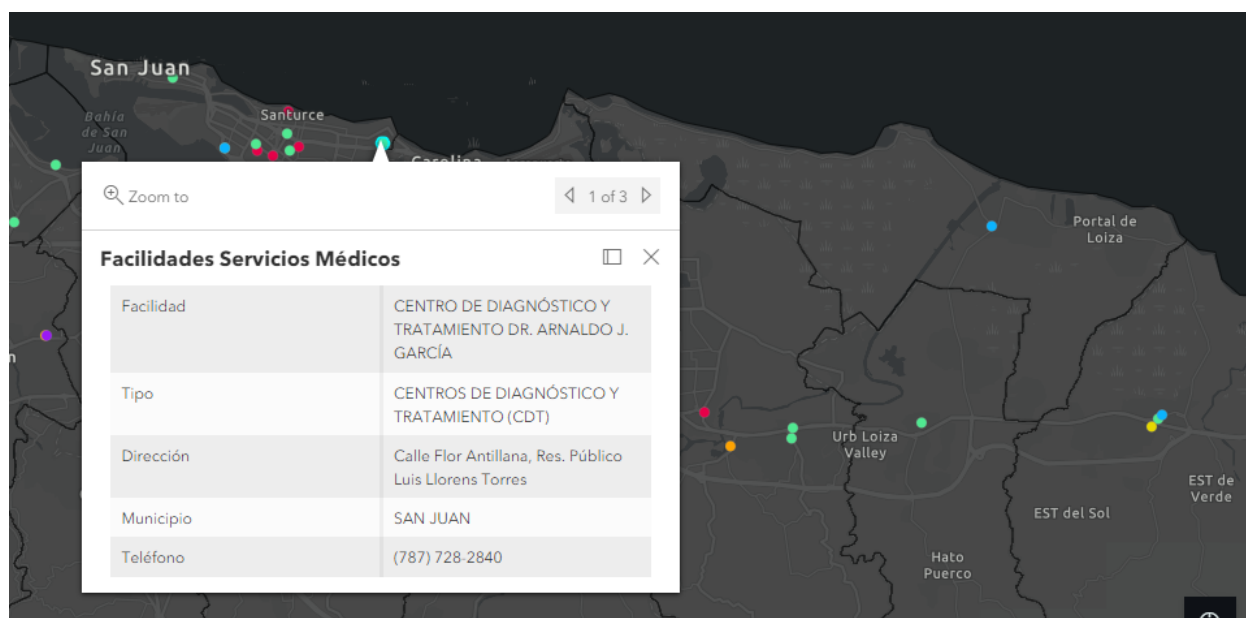 San Juan
Bahía
de San
Juan
Santurce
Carolina
Zoom to
1 of 3
Facilidades Servicios Médicos
Facilidad
CENTRO DE DIAGNÓSTICO Y
TRATAMIENTO DR. ARNALDO J.
GARCÍA
Tipo
CENTROS DE DIAGNÓSTICO Y
TRATAMIENTO (CDT)
Dirección
Calle Flor Antillana, Res. Público
Luis Llorens Torres
Municipio
SAN JUAN
Teléfono
(787) 728-2840
Portal de
Loiza
Urb Loiza
Valley
EST de
Verde
EST del Sol
Hato
Puerco